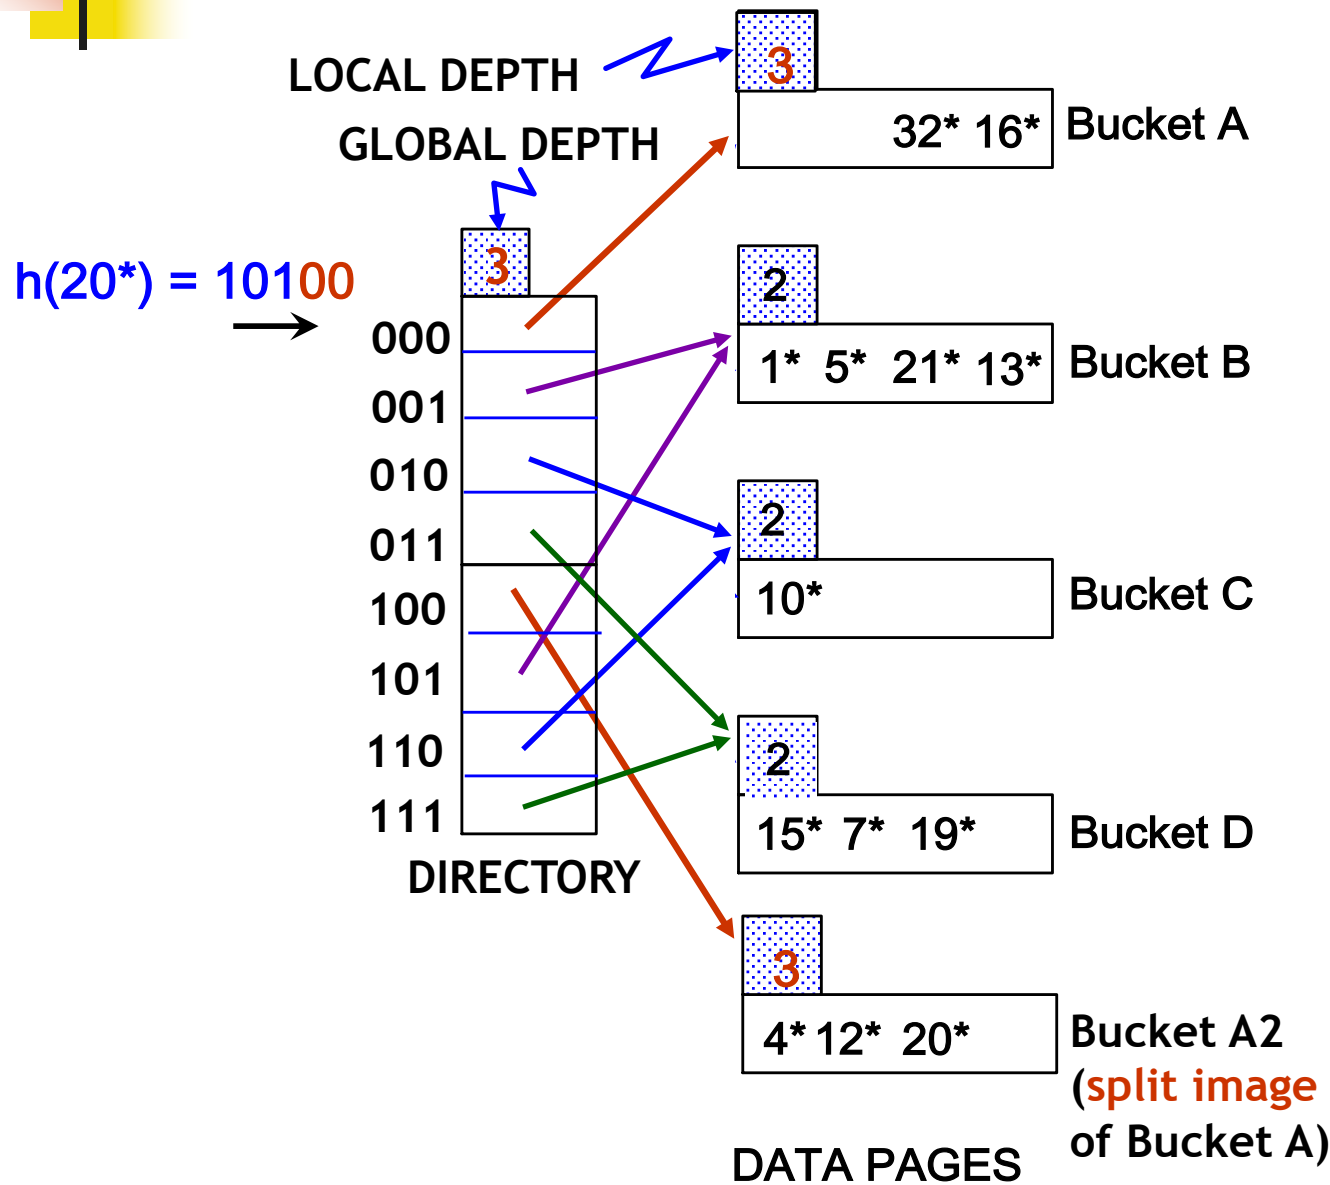 LOCAL DEPTH
GLOBAL DEPTH
h(20*) = 10100
3
000
001
010
011
100
101
110
111
DIRECTORY
3
32* 16*
Bucket A
2
1* 5* 21* 13*
Bucket B
2
10*
Bucket C
2
15* 7* 19*
Bucket D
3
4* 12* 20*
Bucket A2
(split image
of Bucket A)
DATA PAGES